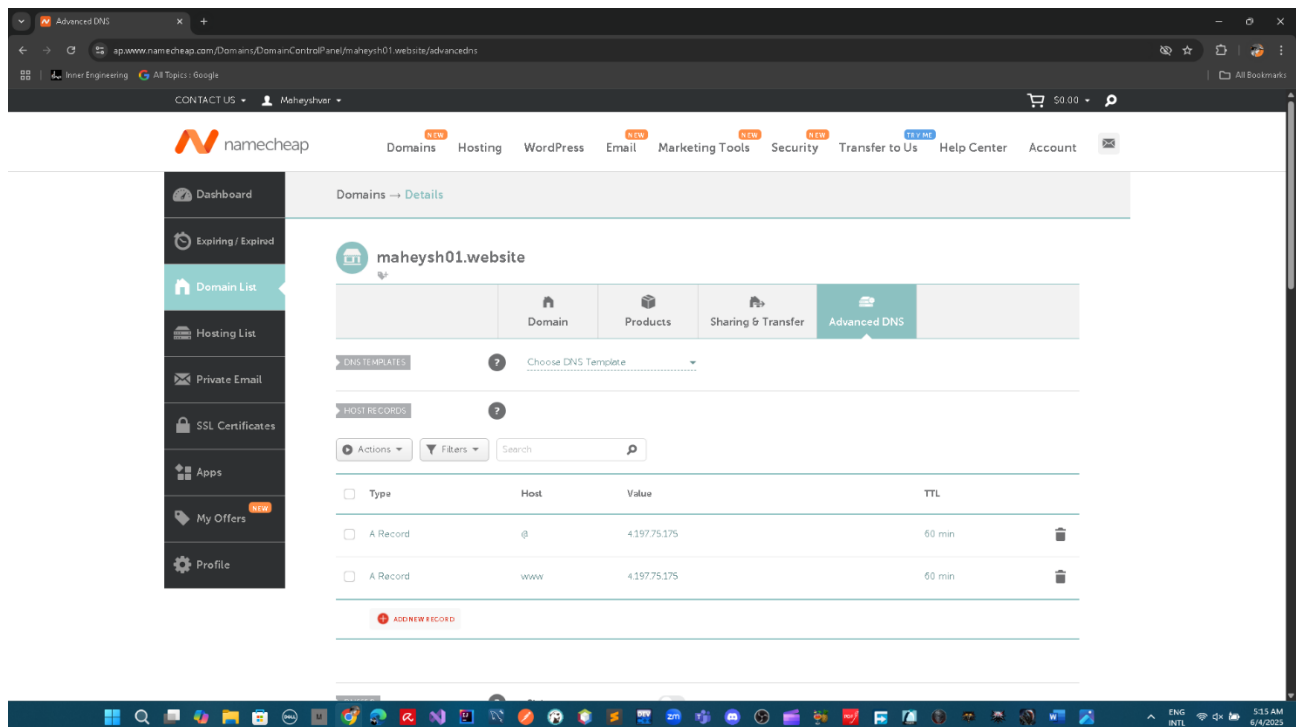 Advanced DNS
ap.www.namecheap.com/Domains/DomainControlPanel/maheysh01.website/advancedns
Inner Engineering
All Topics : Google
All Bookmarks
CONTACT US
Maheyshvar
$0.00
namecheap
NEW
NEW
NEW
NEW
TRY ME
Domains
Hosting
WordPress
Email
Marketing Tools
Security
Transfer to Us
Help Center
Account
Dashboard
Expiring / Expired
Domain List
Hosting List
Private Email
SSL Certificates
Apps
NEW
My Offers
Profile
Domains → Details
maheysh01.website
Domain
Products
Sharing & Transfer
Advanced DNS
DNS TEMPLATES
?
Choose DNS Template
HOST RECORDS
?
Actions
Filters
Search
Type Host Value TTL
A Record @ 4.197.75.175 60 min
A Record www 4.197.75.175 60 min
ADD NEW RECORD
ENG
INTL
5:15 AM
6/4/2025